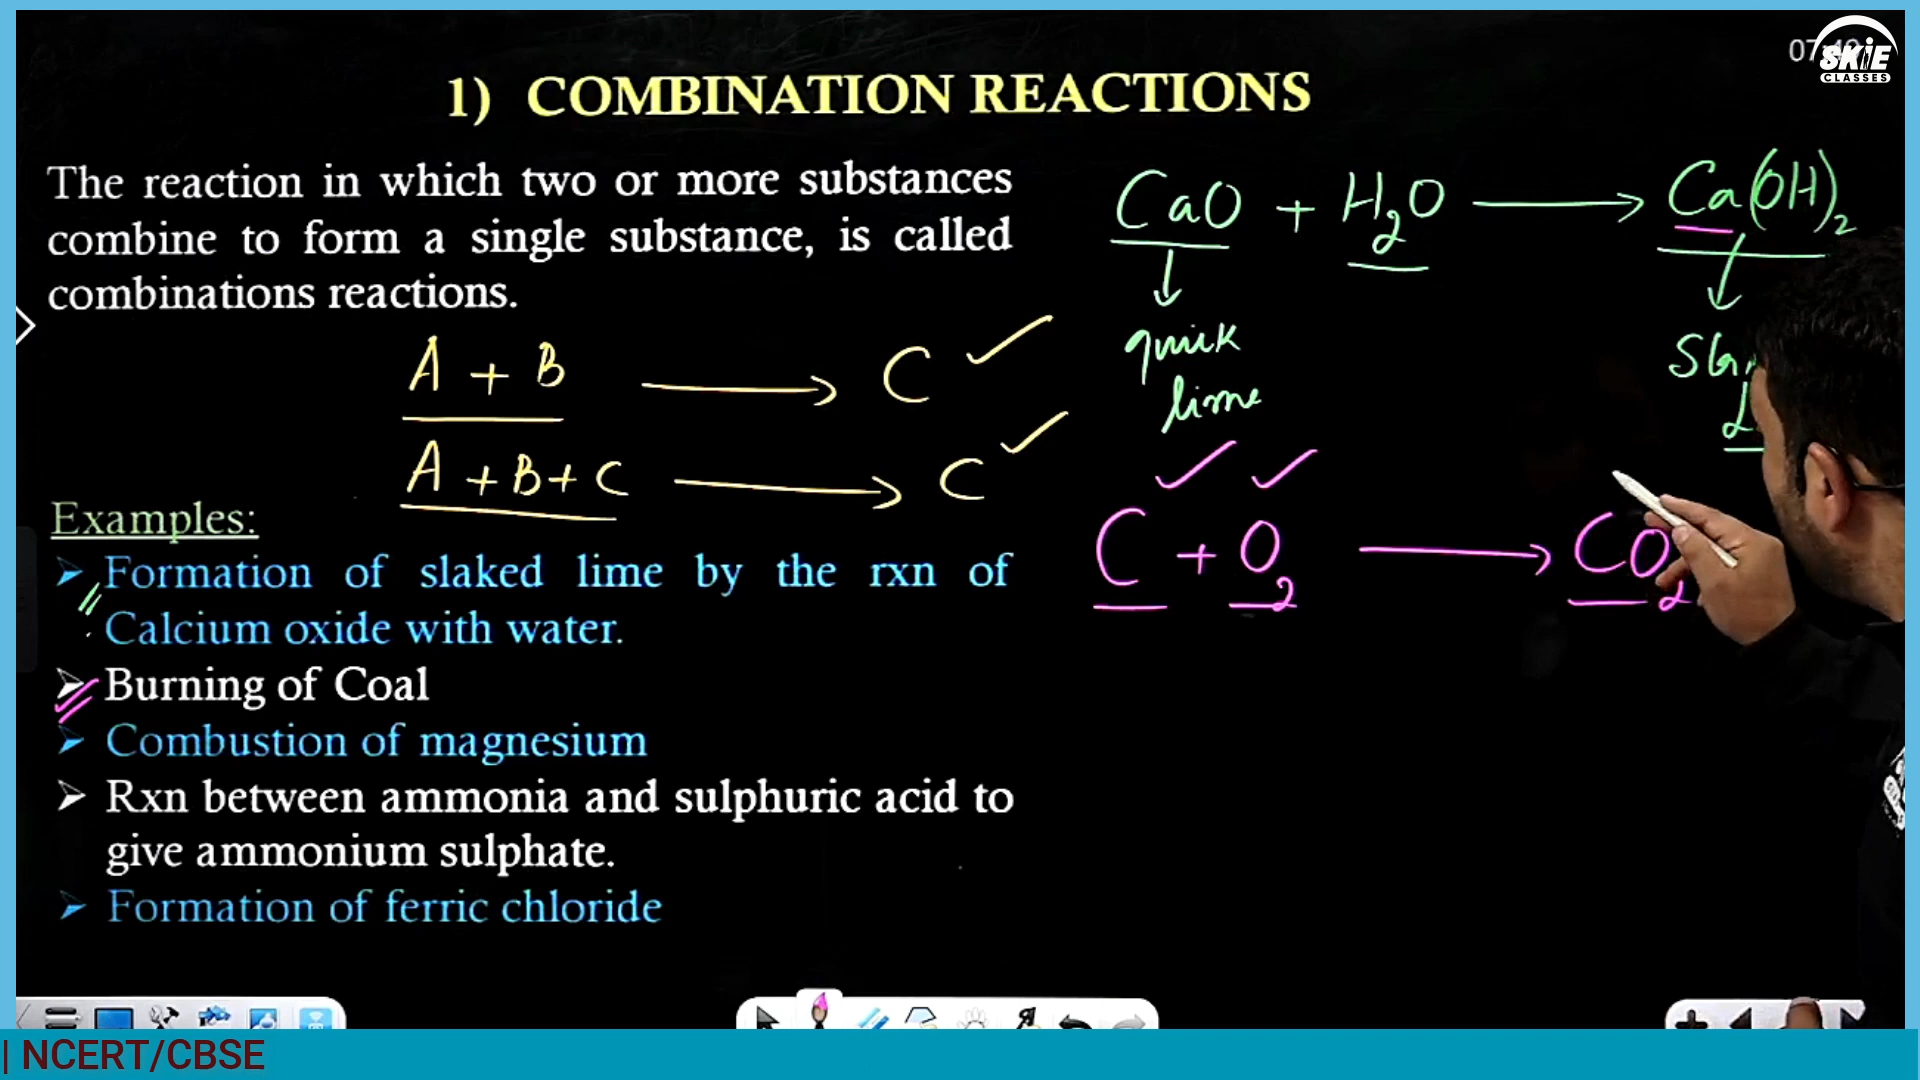 SKiE
CLASSES
1) COMBINATION REACTIONS
The reaction in which two or more substances
combine to form a single substance, is called
combinations reactions.
A + B → C ✓
A + B + C → C ✓
Examples:
➢ Formation of slaked lime by the rxn of
Calcium oxide with water.
➢ Burning of Coal
➢ Combustion of magnesium
➢ Rxn between ammonia and sulphuric acid to
give ammonium sulphate.
➢ Formation of ferric chloride
CaO + H₂O → Ca(OH)₂
quick
lime
C + O₂ → CO₂
| NCERT/CBSE